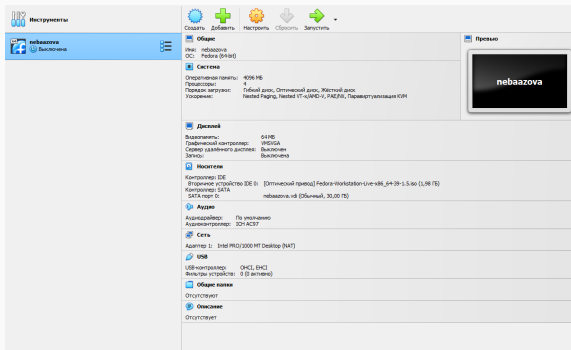 Инструменты
Создать Добавить Настроить Сбросить Запустить
nebaazova
Выключена
Общие
Имя: nebaazova
ОС: Fedora (64-bit)
Система
Оперативная память: 4096 МБ
Процессоры: 4
Порядок загрузки: Гибкий диск, Оптический диск, Жёсткий диск
Ускорение: Nested Paging, Nested VT-x/AMD-V, PAE/NX, Паравиртуализация KVM
Превью
nebaazova
Дисплей
Видеопамять: 64 МБ
Графический контроллер: VMSVGA
Сервер удалённого дисплея: Выключен
Запись: Выключена
Носители
Контроллер: IDE
Вторичное устройство IDE 0: [Оптический привод] Fedora-Workstation-Live-x86_64-39-1.5.iso (1,98 ГБ)
Контроллер: SATA
SATA порт 0: nebaazova.vdi (Обычный, 30,00 ГБ)
Аудио
Аудиодрайвер: По умолчанию
Аудиоконтроллер: ICH AC97
Сеть
Адаптер 1: Intel PRO/1000 MT Desktop (NAT)
USB
USB-контроллер: OHCI, EHCI
Фильтры устройств: 0 (0 активно)
Общие папки
Отсутствуют
Описание
Отсутствует